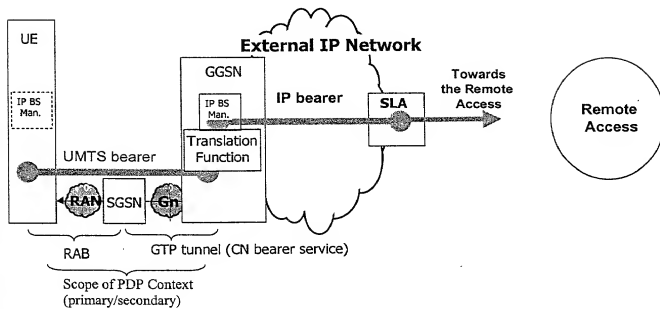 UE
External IP Network
GGSN
IP BS
Man.
IP BS
Man.
IP bearer
SLA
Towards
the Remote
Access
Remote
Access
Translation
Function
UMTS bearer
RAN
SGSN
Gn
RAB
GTP tunnel (CN bearer service)
Scope of PDP Context
(primary/secondary)